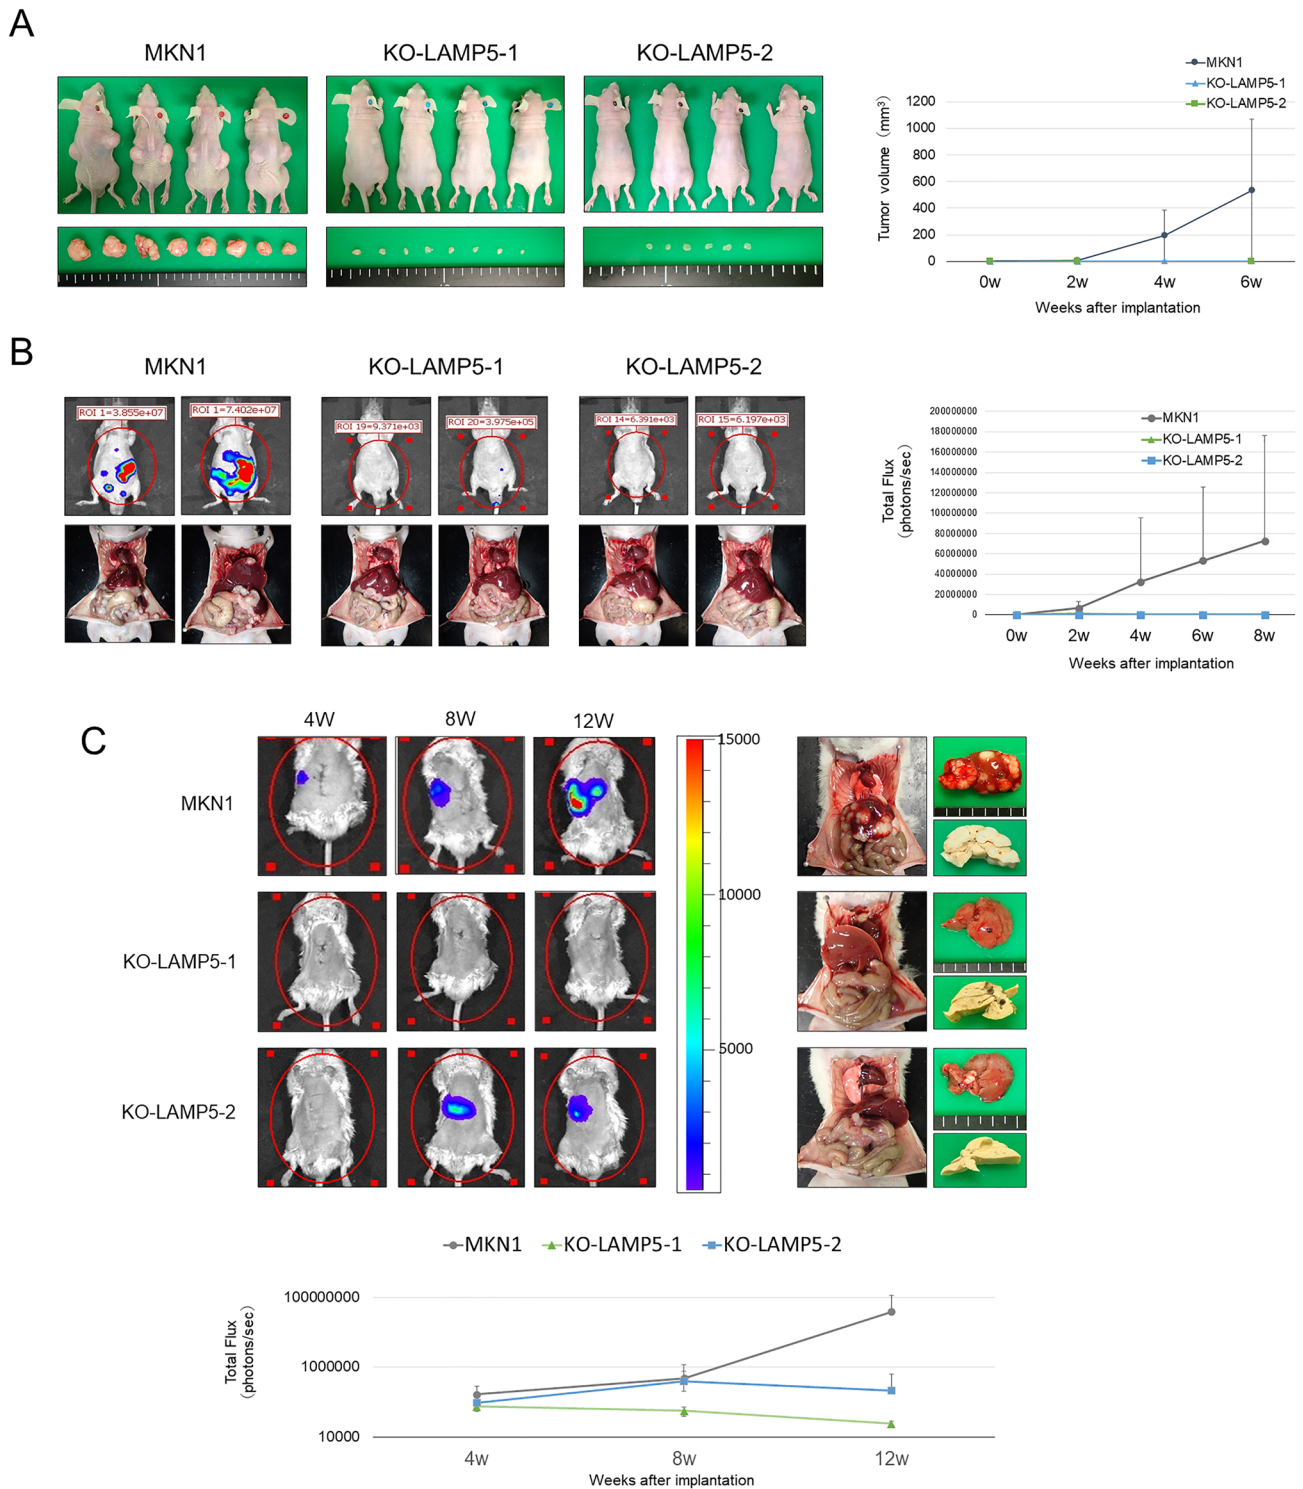 A
MKN1
KO-LAMP5-1
KO-LAMP5-2
MKN1
KO-LAMP5-1
KO-LAMP5-2
Tumor volume (mm³)
1200
1000
800
600
400
200
0
0w 2w 4w 6w
Weeks after implantation
B
MKN1
KO-LAMP5-1
KO-LAMP5-2
ROI 1=3.855e+07
ROI 1=7.402e+07
ROI 19=9.371e+03
ROI 20=3.975e+05
ROI 14=6.391e+03
ROI 15=6.197e+03
MKN1
KO-LAMP5-1
KO-LAMP5-2
Total Flux
(photons/sec)
200000000
180000000
160000000
140000000
120000000
100000000
80000000
60000000
40000000
20000000
0
0w 2w 4w 6w 8w
Weeks after implantation
C
4W 8W 12W
MKN1
KO-LAMP5-1
KO-LAMP5-2
15000
10000
5000
MKN1 KO-LAMP5-1 KO-LAMP5-2
Total Flux
(photons/sec)
100000000
1000000
10000
4w 8w 12w
Weeks after implantation